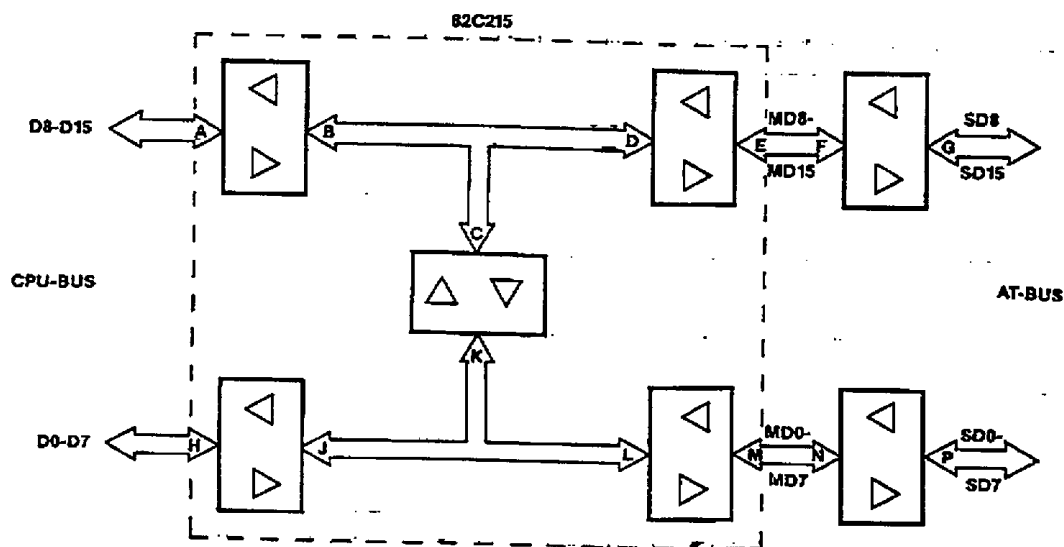 82C215
D8-D15
A
B
D
E
MD8-
MD15
F
G
SD8
SD15
C
CPU-BUS
AT-BUS
K
D0-D7
H
J
L
M
MD0-
MD7
N
P
SD0-
SD7